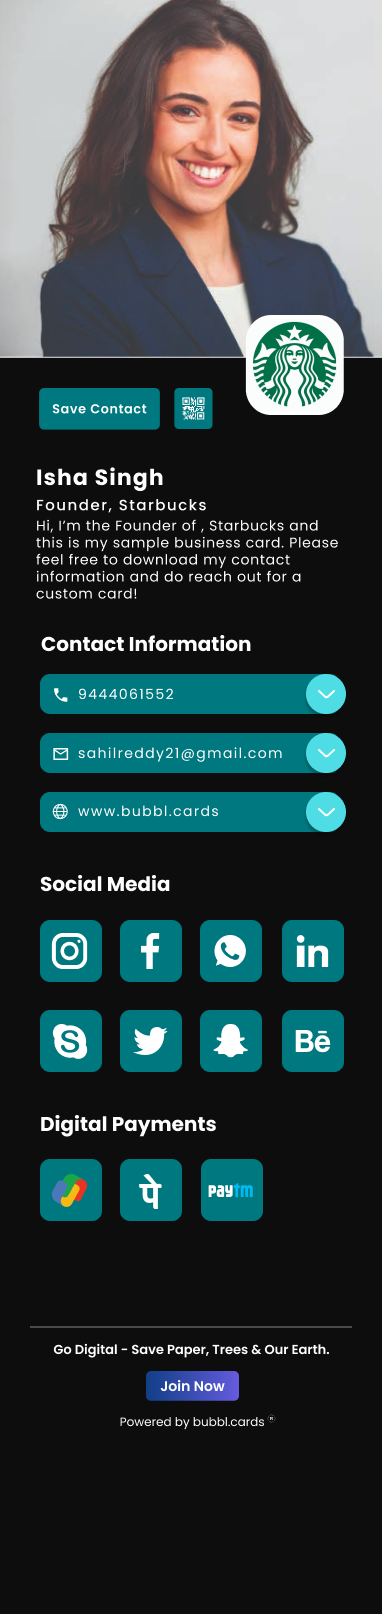 Save Contact
Isha Singh
Founder, Starbucks
Hi, I'm the Founder of , Starbucks and
this is my sample business card. Please
feel free to download my contact
information and do reach out for a
custom card!
Contact Information
9444061552
sahilreddy21@gmail.com
www.bubbl.cards
Social Media
f
in
S
Bē
Digital Payments
पे
paytm
Go Digital - Save Paper, Trees & Our Earth.
Join Now
Powered by bubbl.cards ®